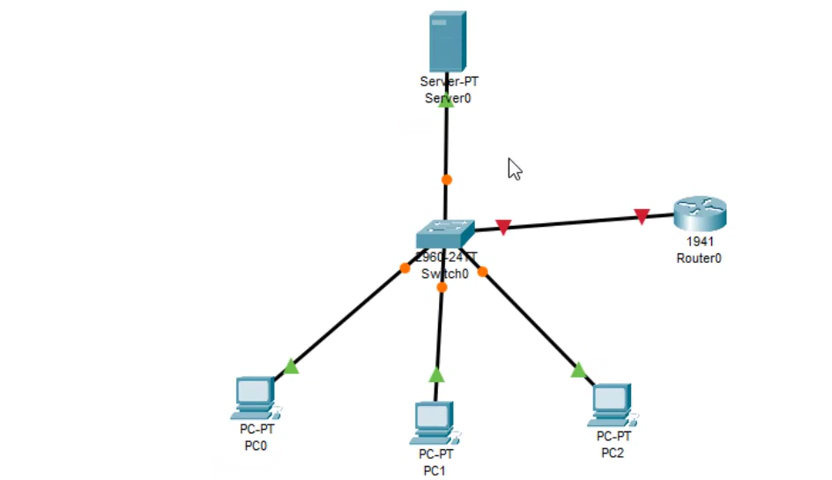 Server-PT
Server0
1941
Router0
2960-24TT
Switch0
PC-PT
PC0
PC-PT
PC1
PC-PT
PC2